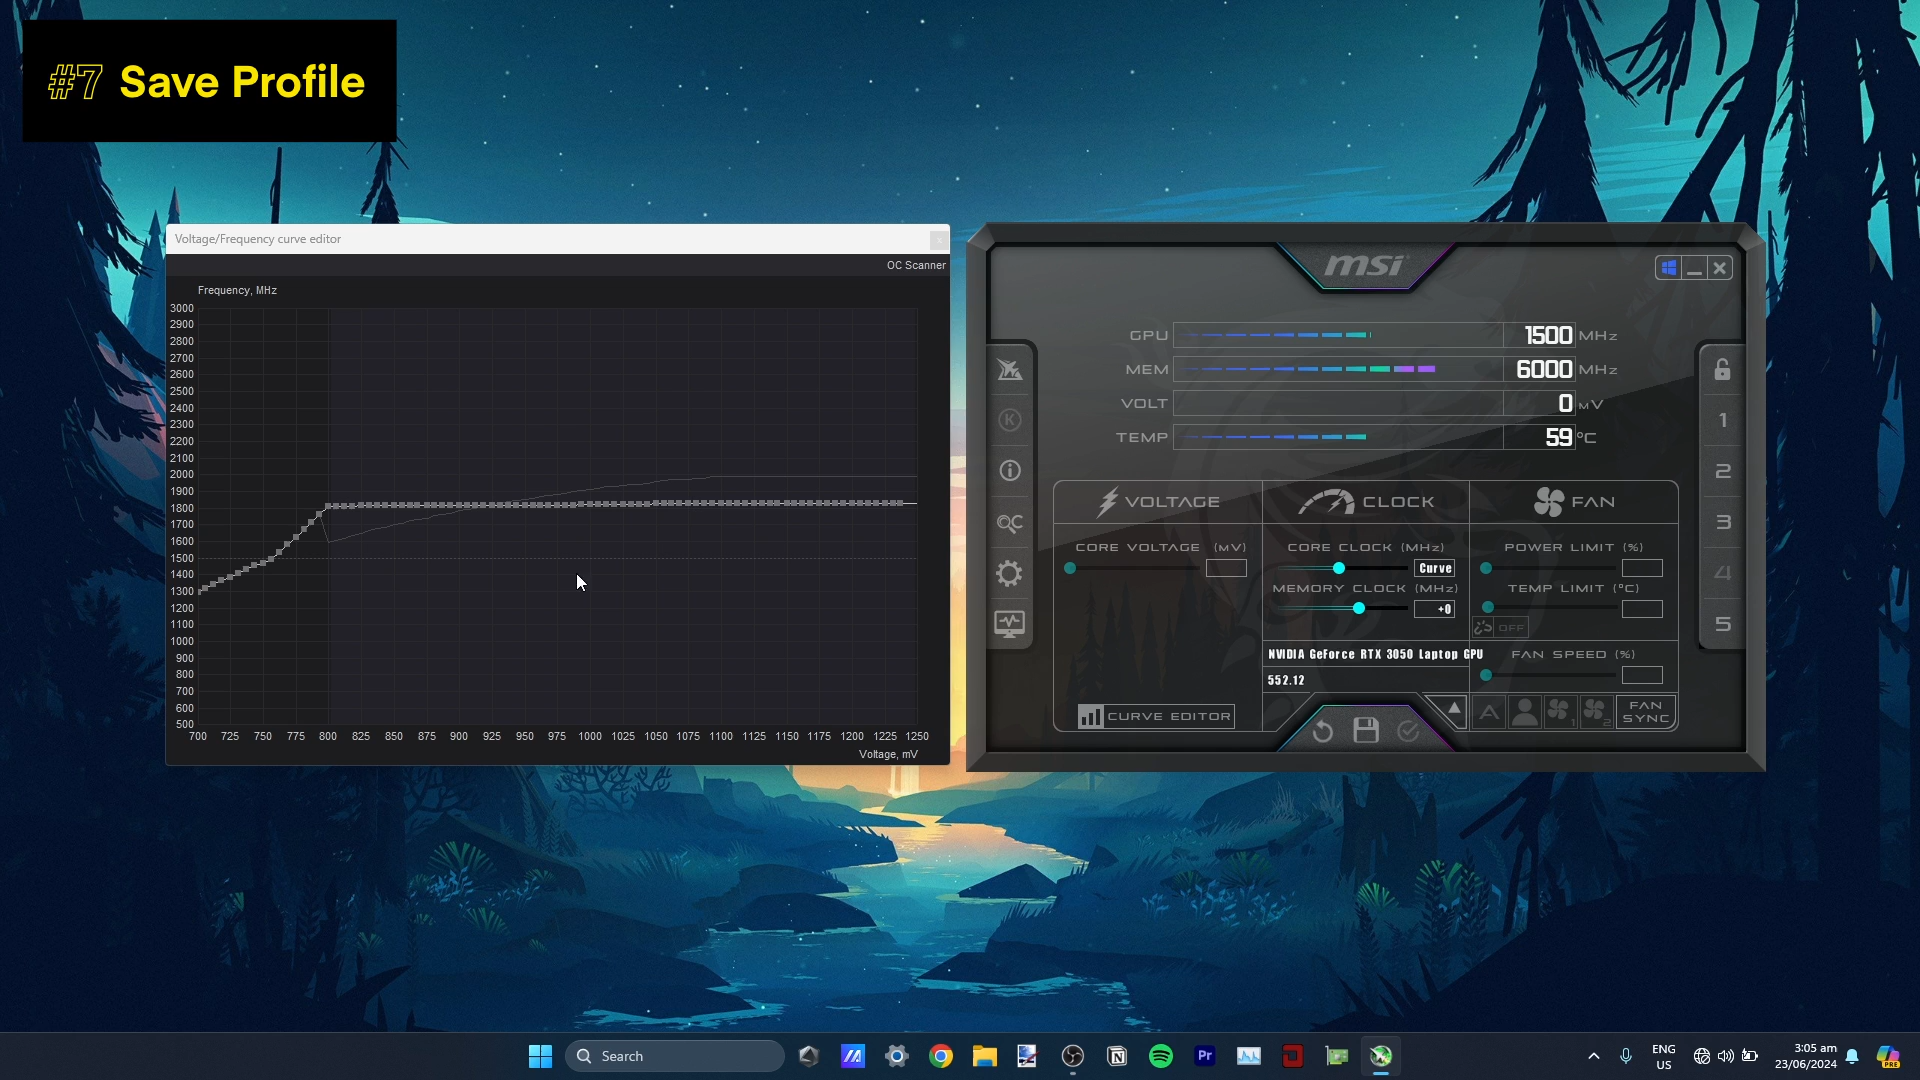 #7 Save Profile
Voltage/Frequency curve editor
OC Scanner
Frequency, MHz
3000
2900
2800
2700
2600
2500
2400
2300
2200
2100
2000
1900
1800
1700
1600
1500
1400
1300
1200
1100
1000
900
800
700
600
500
700 725 750 775 800 825 850 875 900 925 950 975 1000 1025 1050 1075 1100 1125 1150 1175 1200 1225 1250
Voltage, mV
msi
GPU 1500 MHz
MEM 6000 MHz
VOLT 0 MV
TEMP 59 °C
K
OC
1
2
3
4
5
VOLTAGE
CORE VOLTAGE (MV)
CURVE EDITOR
CLOCK
CORE CLOCK (MHz)
Curve
MEMORY CLOCK (MHz)
+0
NVIDIA GeForce RTX 3050 Laptop GPU
552.12
FAN
POWER LIMIT (%)
TEMP LIMIT (°C)
OFF
FAN SPEED (%)
A
1
2
FAN SYNC
Search
Pr
ENG
US
3:05 am
23/06/2024
PRE